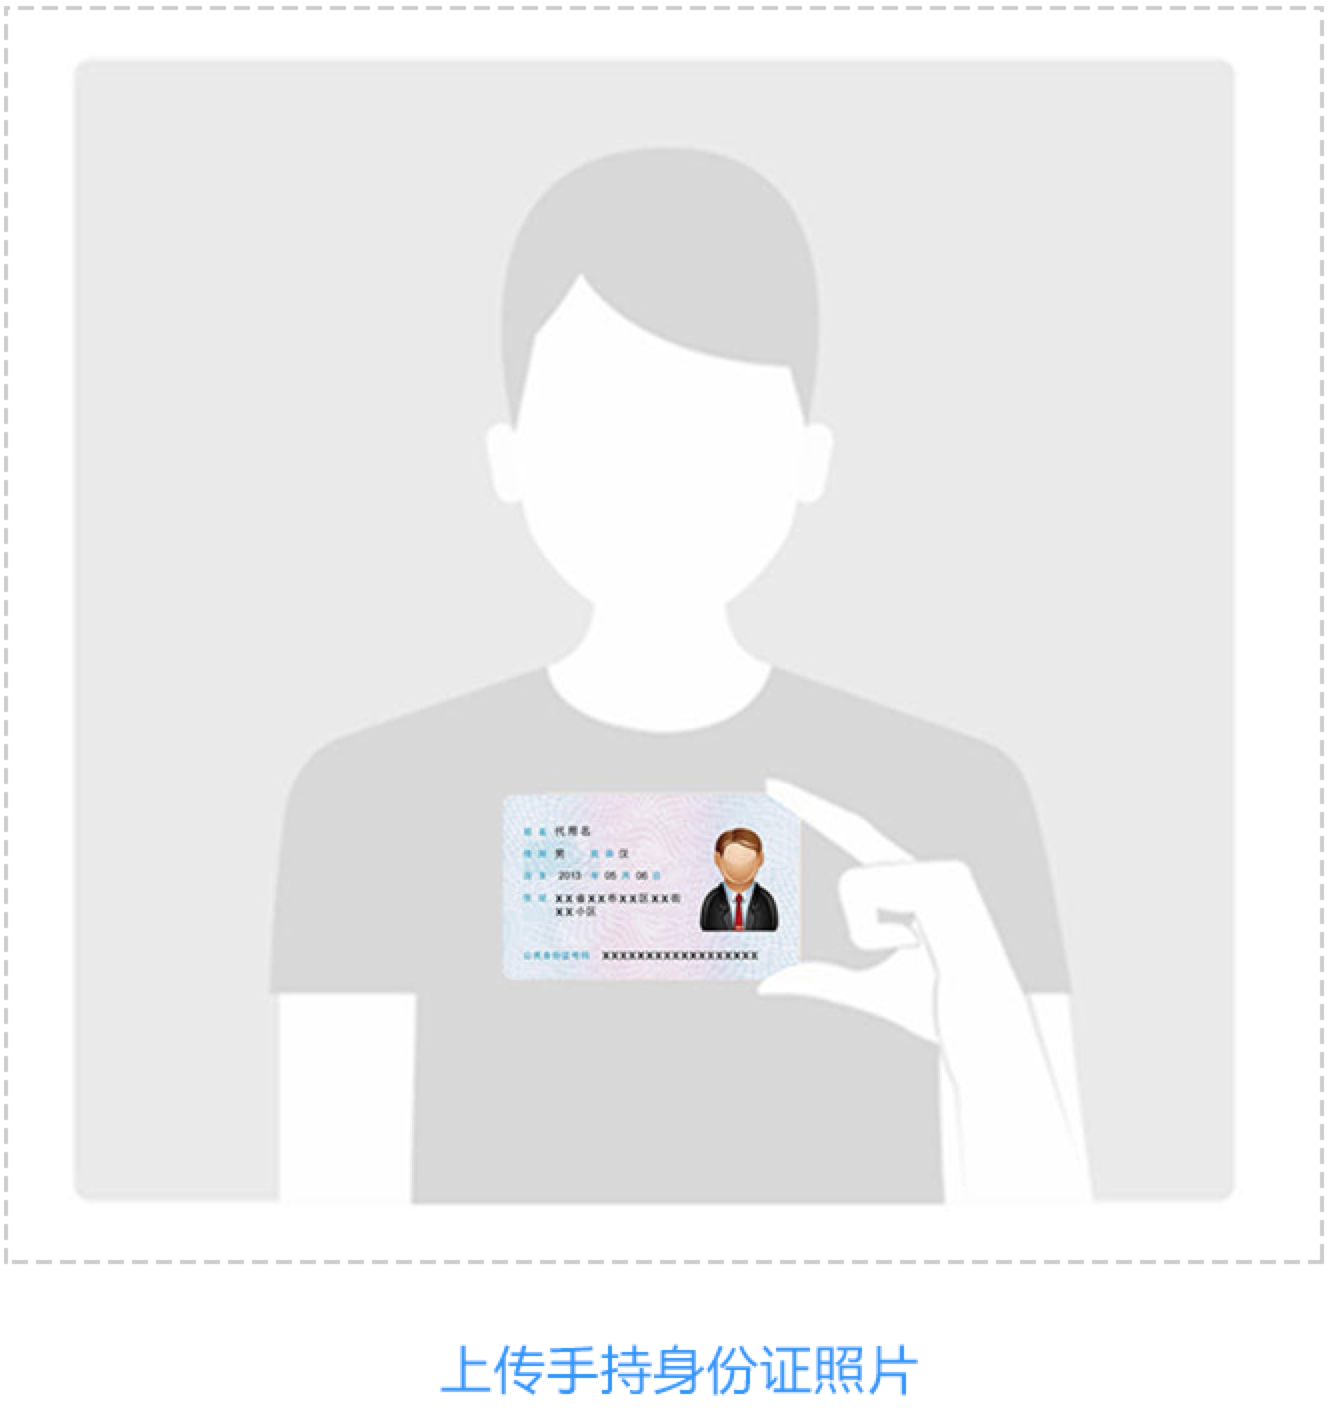 姓 名 代用名
性 别 男 民 族 汉
出 生 2013 年 05 月 06 日
住 址 XX省XX市XX区XX街
XX小区
公民身份证号码 XXXXXXXXXXXXXXXXXX
上传手持身份证照片